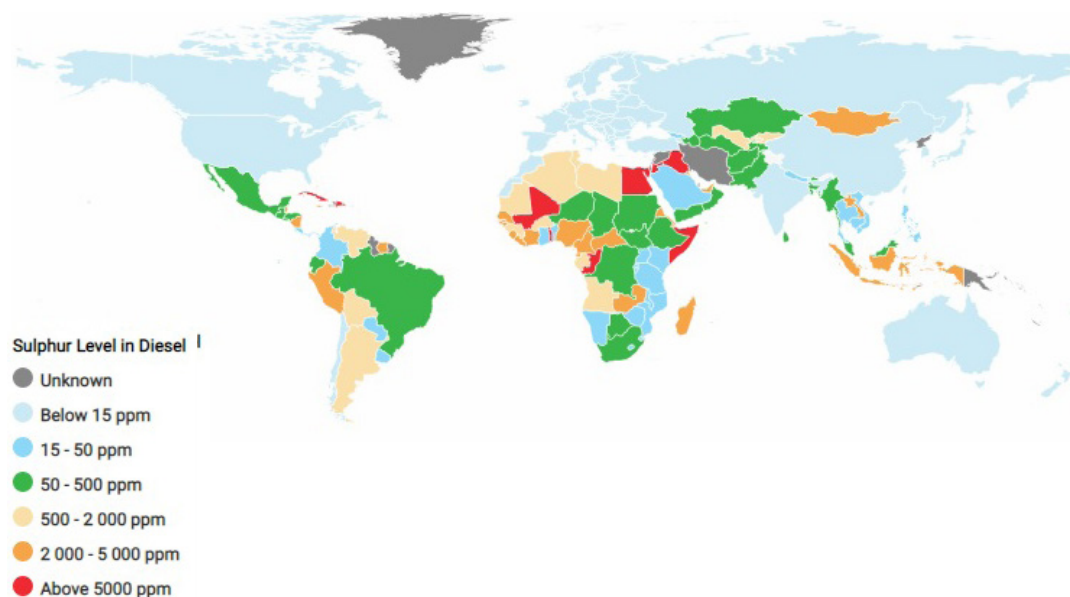 Sulphur Level in Diesel
Unknown
Below 15 ppm
15 - 50 ppm
50 - 500 ppm
500 - 2 000 ppm
2 000 - 5 000 ppm
Above 5000 ppm